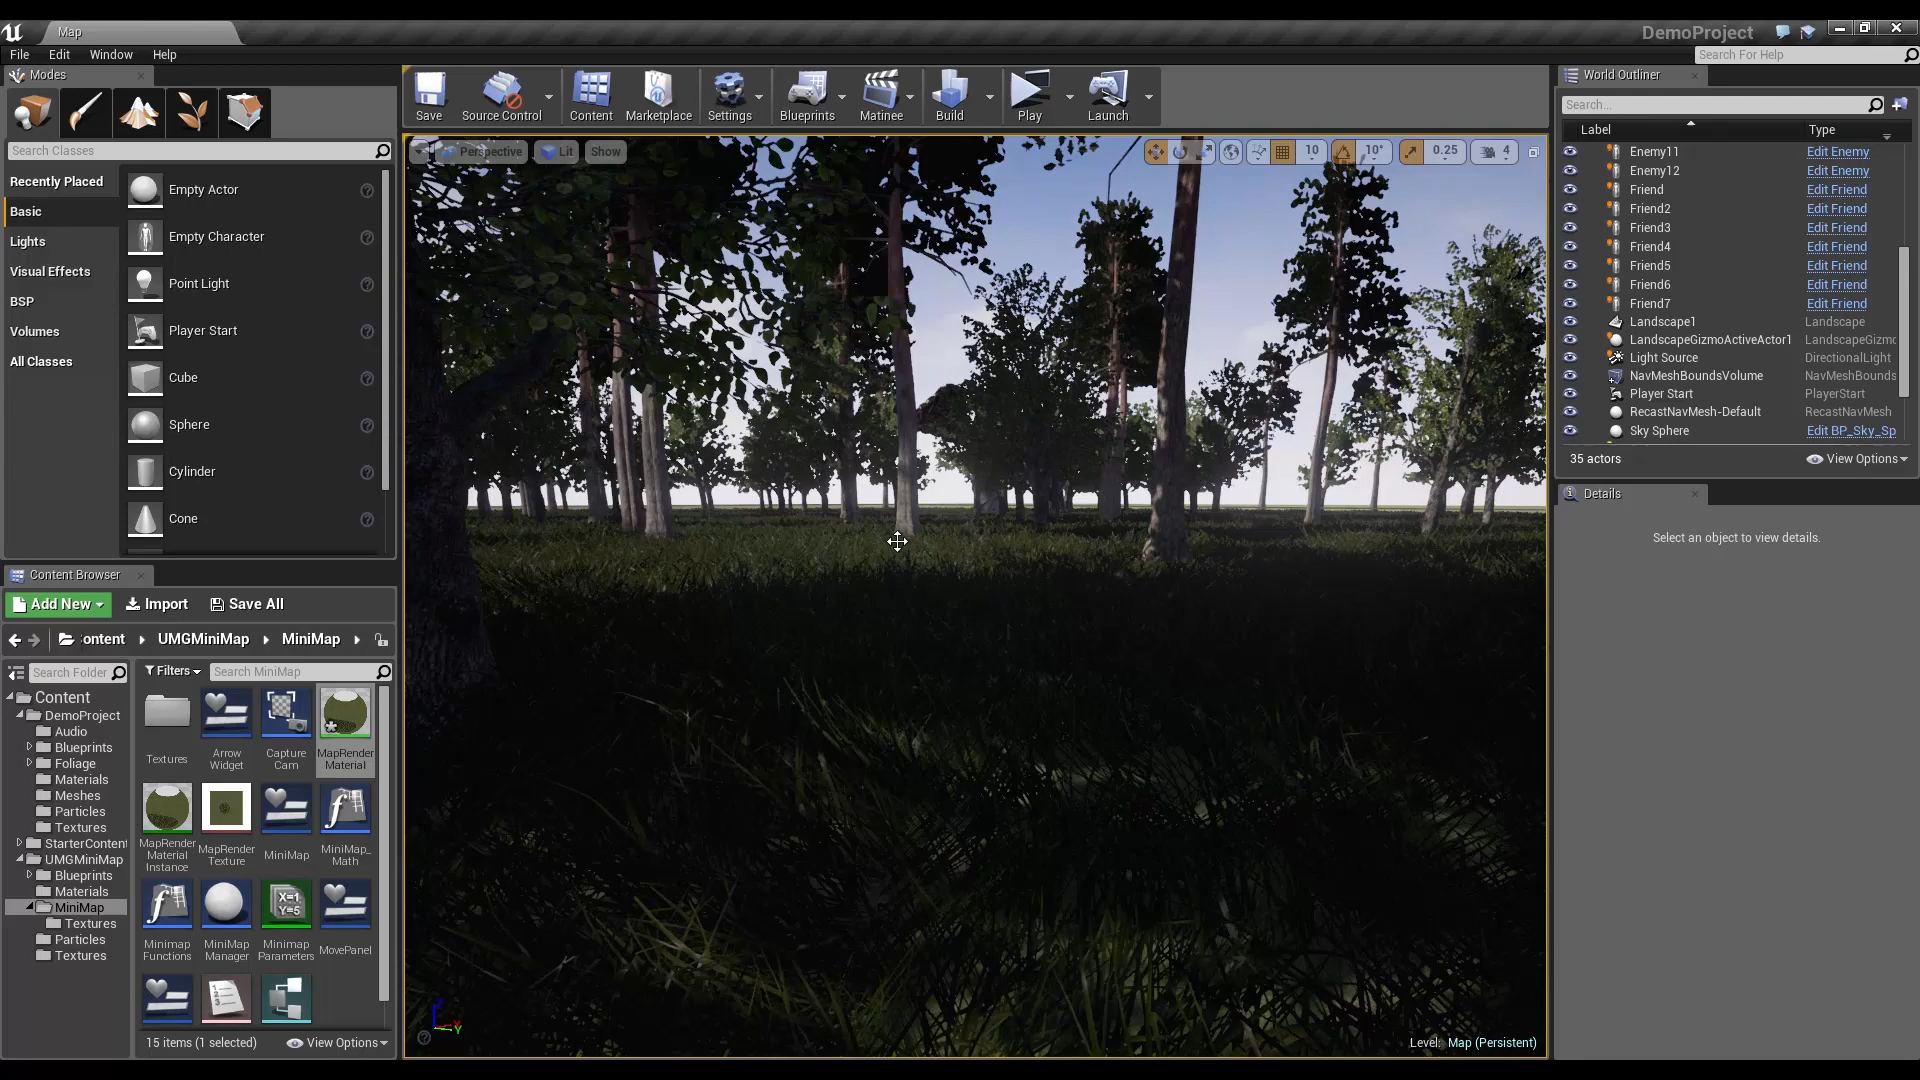 Map
DemoProject
File Edit Window Help
Search For Help
Modes
Search Classes
Recently Placed
Basic
Lights
Visual Effects
BSP
Volumes
All Classes
Empty Actor
Empty Character
Point Light
Player Start
Cube
Sphere
Cylinder
Cone
Save
Source Control
Content
Marketplace
Settings
Blueprints
Matinee
Build
Play
Launch
Perspective Lit Show
10 10° 0.25 4
Level: Map (Persistent)
World Outliner
Search...
Label Type
Enemy11 Edit Enemy
Enemy12 Edit Enemy
Friend Edit Friend
Friend2 Edit Friend
Friend3 Edit Friend
Friend4 Edit Friend
Friend5 Edit Friend
Friend6 Edit Friend
Friend7 Edit Friend
Landscape1 Landscape
LandscapeGizmoActiveActor1 LandscapeGizmo
Light Source DirectionalLight
NavMeshBoundsVolume NavMeshBounds
Player Start PlayerStart
RecastNavMesh-Default RecastNavMesh
Sky Sphere Edit BP_Sky_Sp
35 actors View Options
Details
Select an object to view details.
Content Browser
Add New Import Save All
ontent UMGMiniMap MiniMap
Search Folder
Filters Search MiniMap
Content
DemoProject
Audio
Blueprints
Foliage
Materials
Meshes
Particles
Textures
StarterContent
UMGMiniMap
Blueprints
Materials
MiniMap
Textures
Particles
Textures
Textures
Arrow
Widget
Capture
Cam
MapRender
Material
MapRender
Material
Instance
MapRender
Texture
MiniMap
MiniMap_
Math
Minimap
Functions
MiniMap
Manager
X=1
Y=5
Minimap
Parameters
MovePanel
15 items (1 selected) View Options